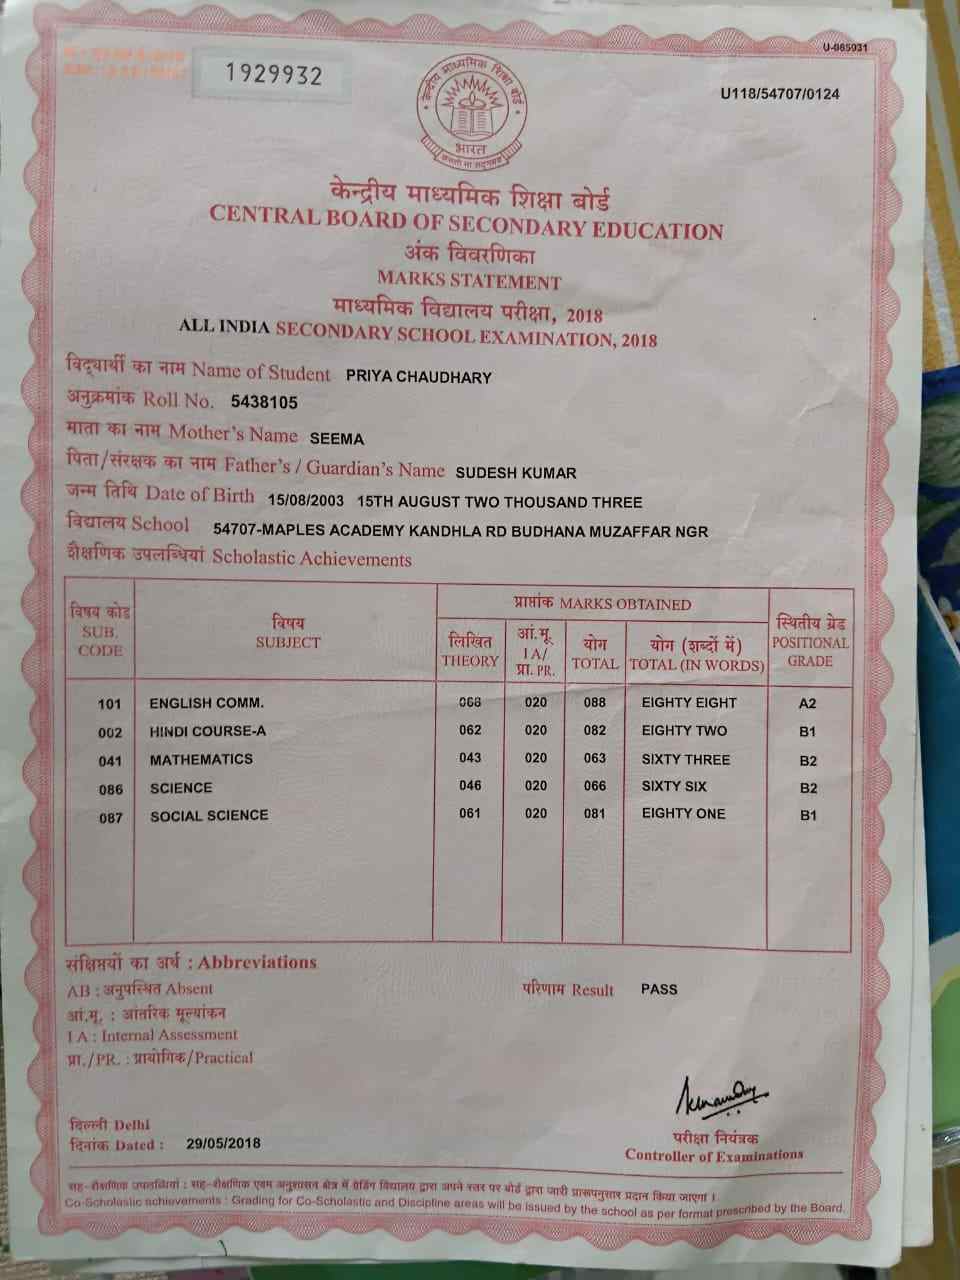 U-065031
1929932
U118/54707/0124
केन्द्रीय माध्यमिक शिक्षा बोर्ड
भारत
असतो मा सद्गमय
केन्द्रीय माध्यमिक शिक्षा बोर्ड
CENTRAL BOARD OF SECONDARY EDUCATION
अंक विवरणिका
MARKS STATEMENT
माध्यमिक विद्यालय परीक्षा, 2018
ALL INDIA SECONDARY SCHOOL EXAMINATION, 2018
विद्यार्थी का नाम Name of Student PRIYA CHAUDHARY
अनुक्रमांक Roll No. 5438105
माता का नाम Mother's Name SEEMA
पिता/संरक्षक का नाम Father's / Guardian's Name SUDESH KUMAR
जन्म तिथि Date of Birth 15/08/2003 15TH AUGUST TWO THOUSAND THREE
विद्यालय School 54707-MAPLES ACADEMY KANDHLA RD BUDHANA MUZAFFAR NGR
शैक्षणिक उपलब्धियां Scholastic Achievements
विषय कोड SUB. CODE
विषय SUBJECT
प्राप्तांक MARKS OBTAINED
लिखित THEORY
आं.मू. I A/ प्रा. PR.
योग TOTAL
योग (शब्दों में) TOTAL (IN WORDS)
स्थितीय ग्रेड POSITIONAL GRADE
101 ENGLISH COMM. 068 020 088 EIGHTY EIGHT A2
002 HINDI COURSE-A 062 020 082 EIGHTY TWO B1
041 MATHEMATICS 043 020 063 SIXTY THREE B2
086 SCIENCE 046 020 066 SIXTY SIX B2
087 SOCIAL SCIENCE 061 020 081 EIGHTY ONE B1
संक्षिप्तयों का अर्थ : Abbreviations
AB : अनुपस्थित Absent
परिणाम Result PASS
आं.मू. : आंतरिक मूल्यांकन
I A : Internal Assessment
प्रा./PR. : प्रायोगिक/Practical
दिल्ली Delhi
दिनांक Dated : 29/05/2018
परीक्षा नियंत्रक
Controller of Examinations
सह-शैक्षणिक उपलब्धियां : सह-शैक्षणिक एवम अनुशासन क्षेत्र में ग्रेडिंग विद्यालय द्वारा अपने स्तर पर बोर्ड द्वारा जारी प्रारूपनुसार प्रदान किया जाएगा ।
Co-Scholastic achievements : Grading for Co-Scholastic and Discipline areas will be issued by the school as per format prescribed by the Board.